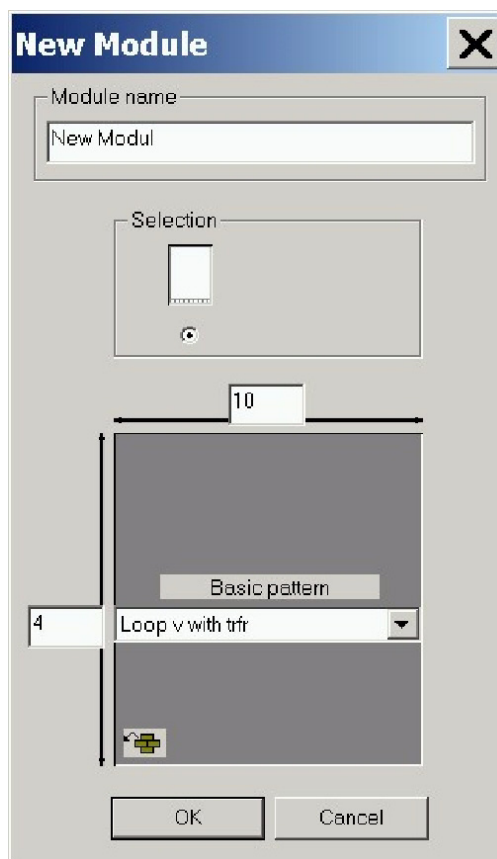 New Module
Module name
New Modul
Selection
10
Basic pattern
4
Loop v with trfr
OK
Cancel